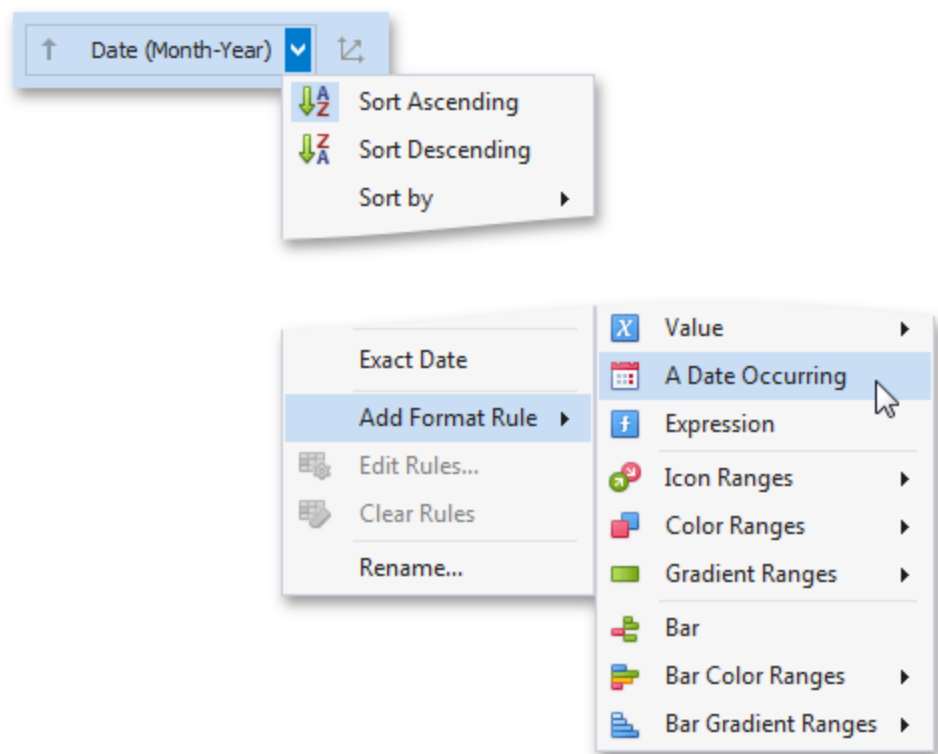 Date (Month-Year)
Sort Ascending
Sort Descending
Sort by
Exact Date
Add Format Rule
Edit Rules...
Clear Rules
Rename...
Value
A Date Occurring
Expression
Icon Ranges
Color Ranges
Gradient Ranges
Bar
Bar Color Ranges
Bar Gradient Ranges